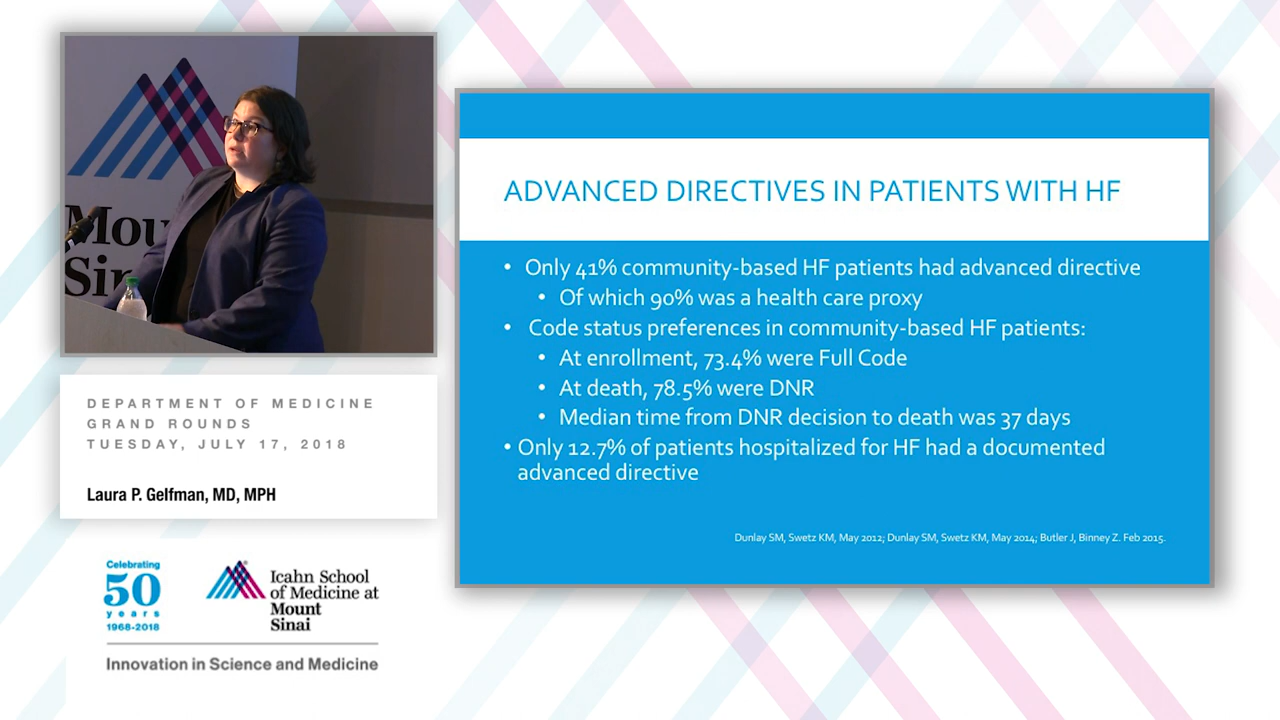 Mou
Sin
DEPARTMENT OF MEDICINE
GRAND ROUNDS
TUESDAY, JULY 17, 2018
Laura P. Gelfman, MD, MPH
Celebrating
50
years
1968-2018
Icahn School
of Medicine at
Mount
Sinai
Innovation in Science and Medicine
ADVANCED DIRECTIVES IN PATIENTS WITH HF
• Only 41% community-based HF patients had advanced directive
• Of which 90% was a health care proxy
• Code status preferences in community-based HF patients:
• At enrollment, 73.4% were Full Code
• At death, 78.5% were DNR
• Median time from DNR decision to death was 37 days
• Only 12.7% of patients hospitalized for HF had a documented
advanced directive
Dunlay SM, Swetz KM, May 2012; Dunlay SM, Swetz KM, May 2014; Butler J, Binney Z. Feb 2015.